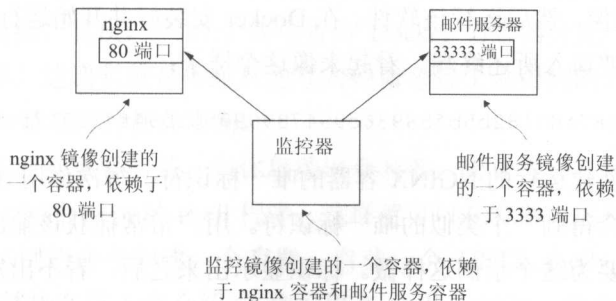 nginx
80 端口
邮件服务器
33333 端口
监控器
nginx 镜像创建的
一个容器，依赖于
80 端口
邮件服务镜像创建
的一个容器，依赖
于 3333 端口
监控镜像创建的一个容器，依赖
于 nginx 容器和邮件服务容器